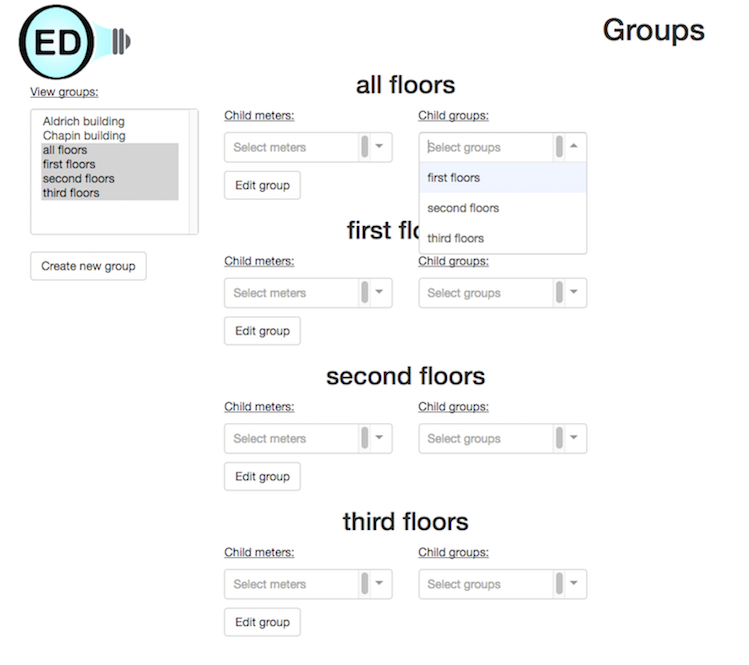 ED
Groups
View groups:
Aldrich building
Chapin building
all floors
first floors
second floors
third floors
Create new group
all floors
Child meters:
Child groups:
Select meters
Select groups
first floors
second floors
third floors
Edit group
first flo
Child meters:
Child groups:
Select meters
Select groups
Edit group
second floors
Child meters:
Child groups:
Select meters
Select groups
Edit group
third floors
Child meters:
Child groups:
Select meters
Select groups
Edit group